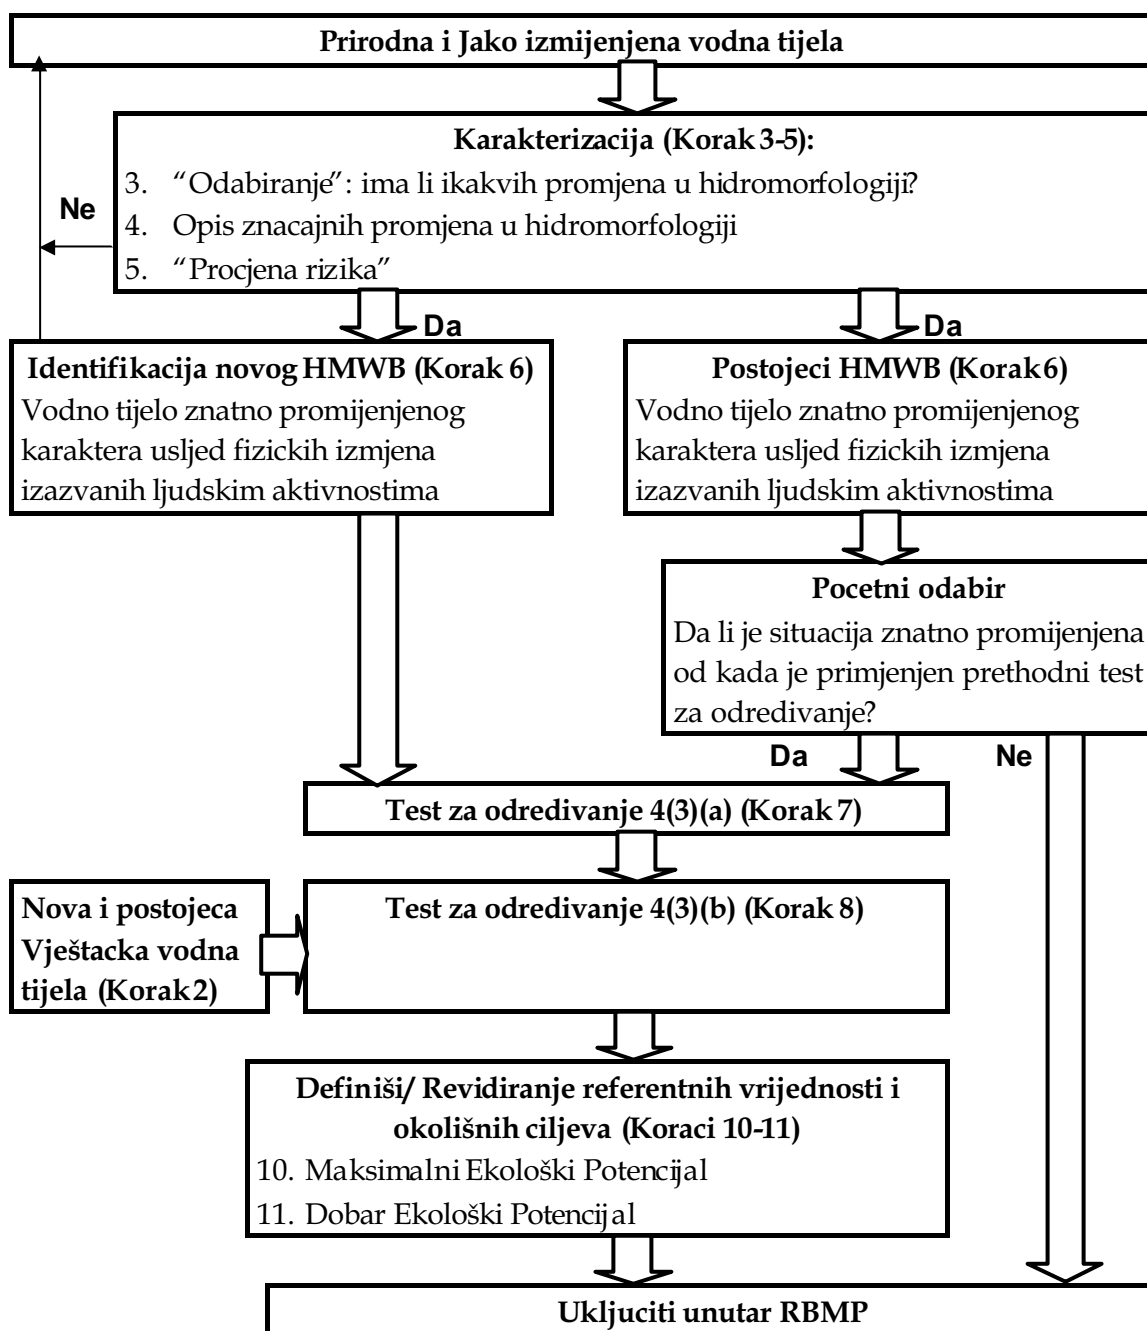 Prirodna i Jako izmijenjena vodna tijela
Karakterizacija (Korak 3-5):
3. “Odabiranje”: ima li ikakvih promjena u hidromorfologiji?
Ne
4. Opis znacajnih promjena u hidromorfologiji
5. “Procjena rizika”
Da
Da
Identifikacija novog HMWB (Korak 6)
Vodno tijelo znatno promijenjenog
karaktera usljed fizickih izmjena
izazvanih ljudskim aktivnostima
Postojeci HMWB (Korak 6)
Vodno tijelo znatno promijenjenog
karaktera usljed fizickih izmjena
izazvanih ljudskim aktivnostima
Pocetni odabir
Da li je situacija znatno promijenjena
od kada je primjenjen prethodni test
za odredivanje?
Da
Ne
Test za odredivanje 4(3)(a) (Korak 7)
Nova i postojeca
Vještacka vodna
tijela (Korak 2)
Test za odredivanje 4(3)(b) (Korak 8)
Definiši/ Revidiranje referentnih vrijednosti i
okolišnih ciljeva (Koraci 10-11)
10. Maksimalni Ekološki Potencijal
11. Dobar Ekološki Potencijal
Ukljuciti unutar RBMP